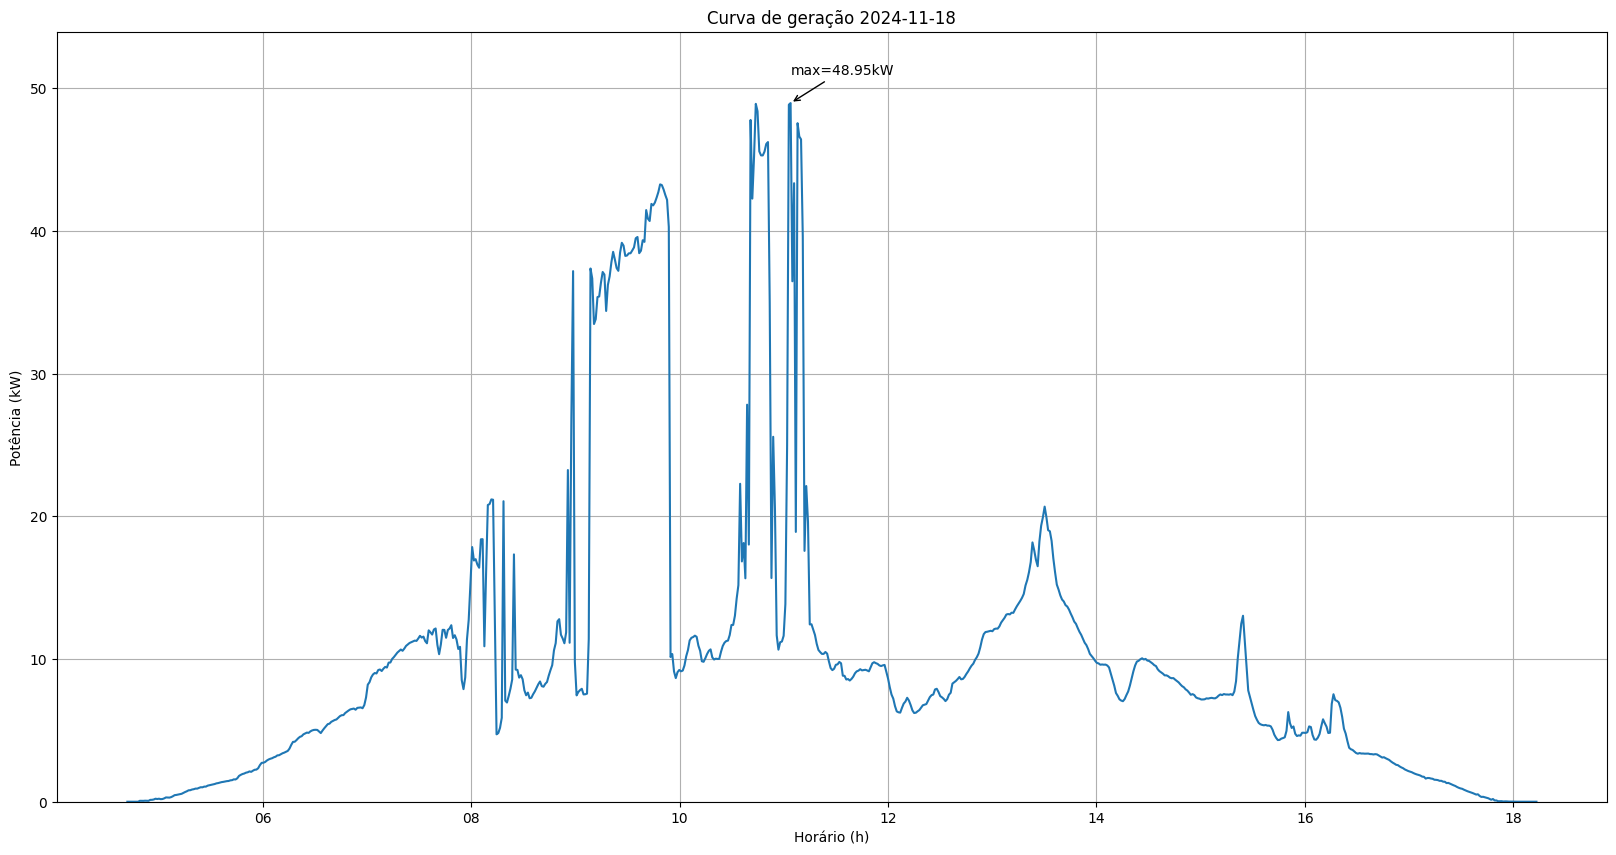 Curva de geração 2024-11-18
max=48.95kW
Potência (kW)
50
40
30
20
10
0
06 08 10 12 14 16 18
Horário (h)